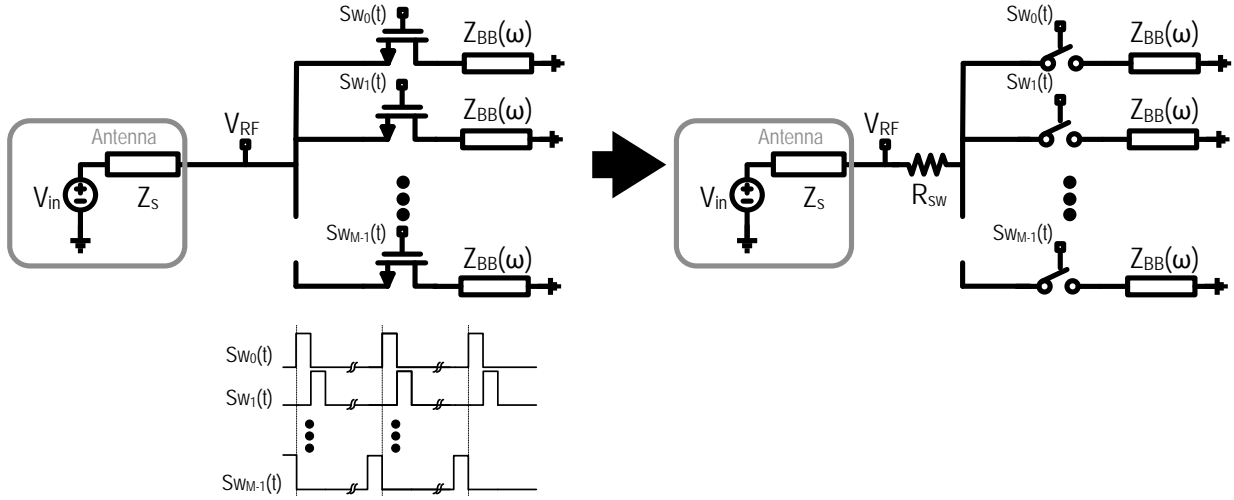 Sw0(t)
ZBB(ω)
Sw1(t)
ZBB(ω)
Antenna
VRF
Vin
Zs
SwM-1(t)
ZBB(ω)
Sw0(t)
ZBB(ω)
Sw1(t)
ZBB(ω)
Antenna
VRF
Vin
Zs
RSW
SwM-1(t)
ZBB(ω)
Sw0(t)
Sw1(t)
SwM-1(t)